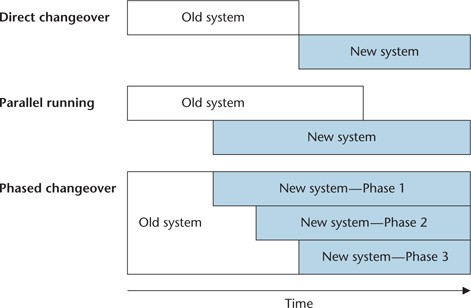 Direct changeover
Old system
New system
Parallel running
Old system
New system
Phased changeover
Old system
New system—Phase 1
New system—Phase 2
New system—Phase 3
Time